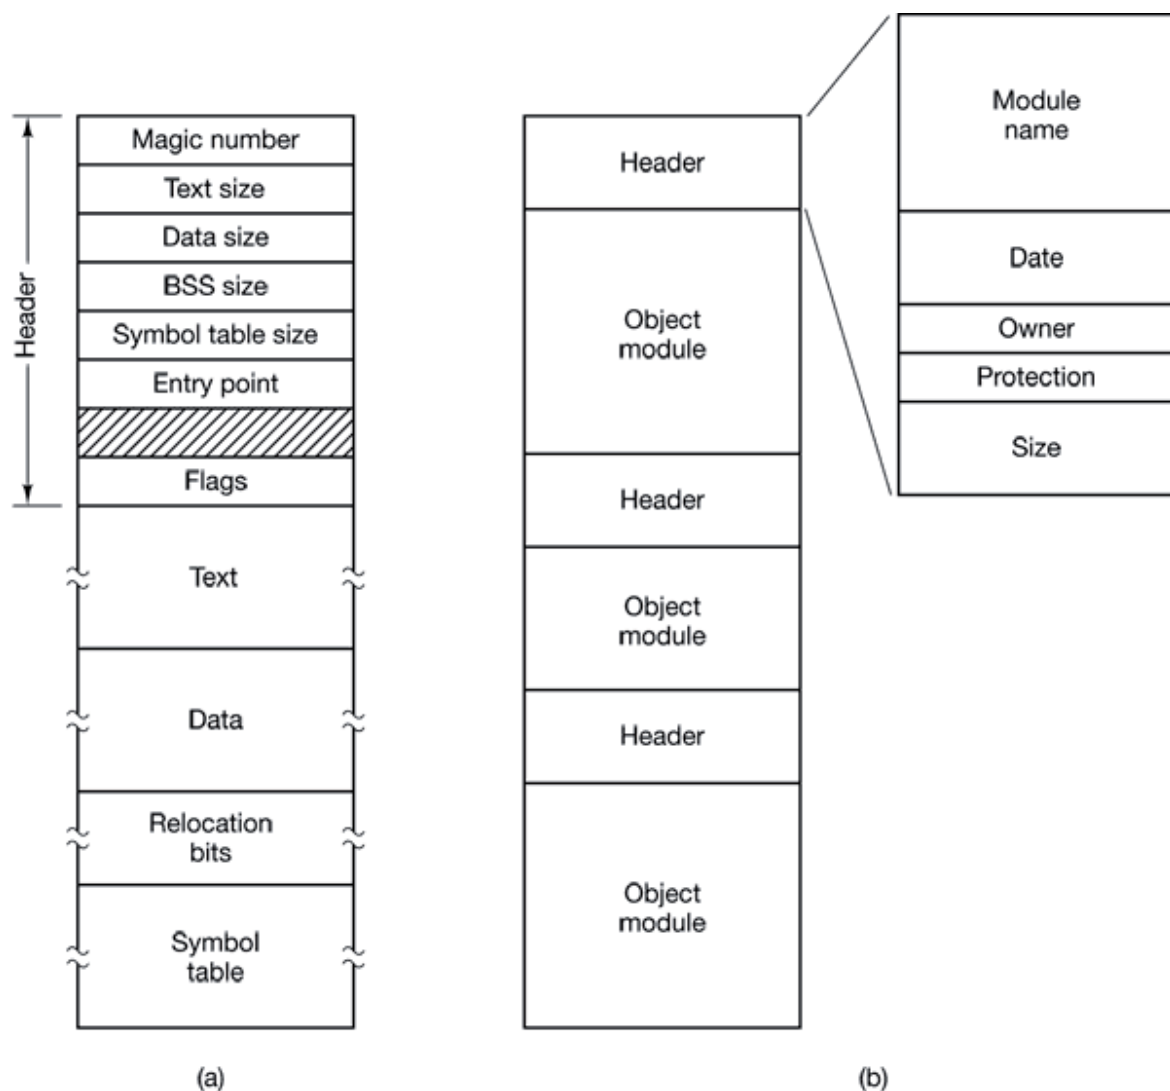 Header
Magic number
Text size
Data size
BSS size
Symbol table size
Entry point
Flags
Text
Data
Relocation
bits
Symbol
table
(a)
Header
Object
module
Header
Object
module
Header
Object
module
Module
name
Date
Owner
Protection
Size
(b)